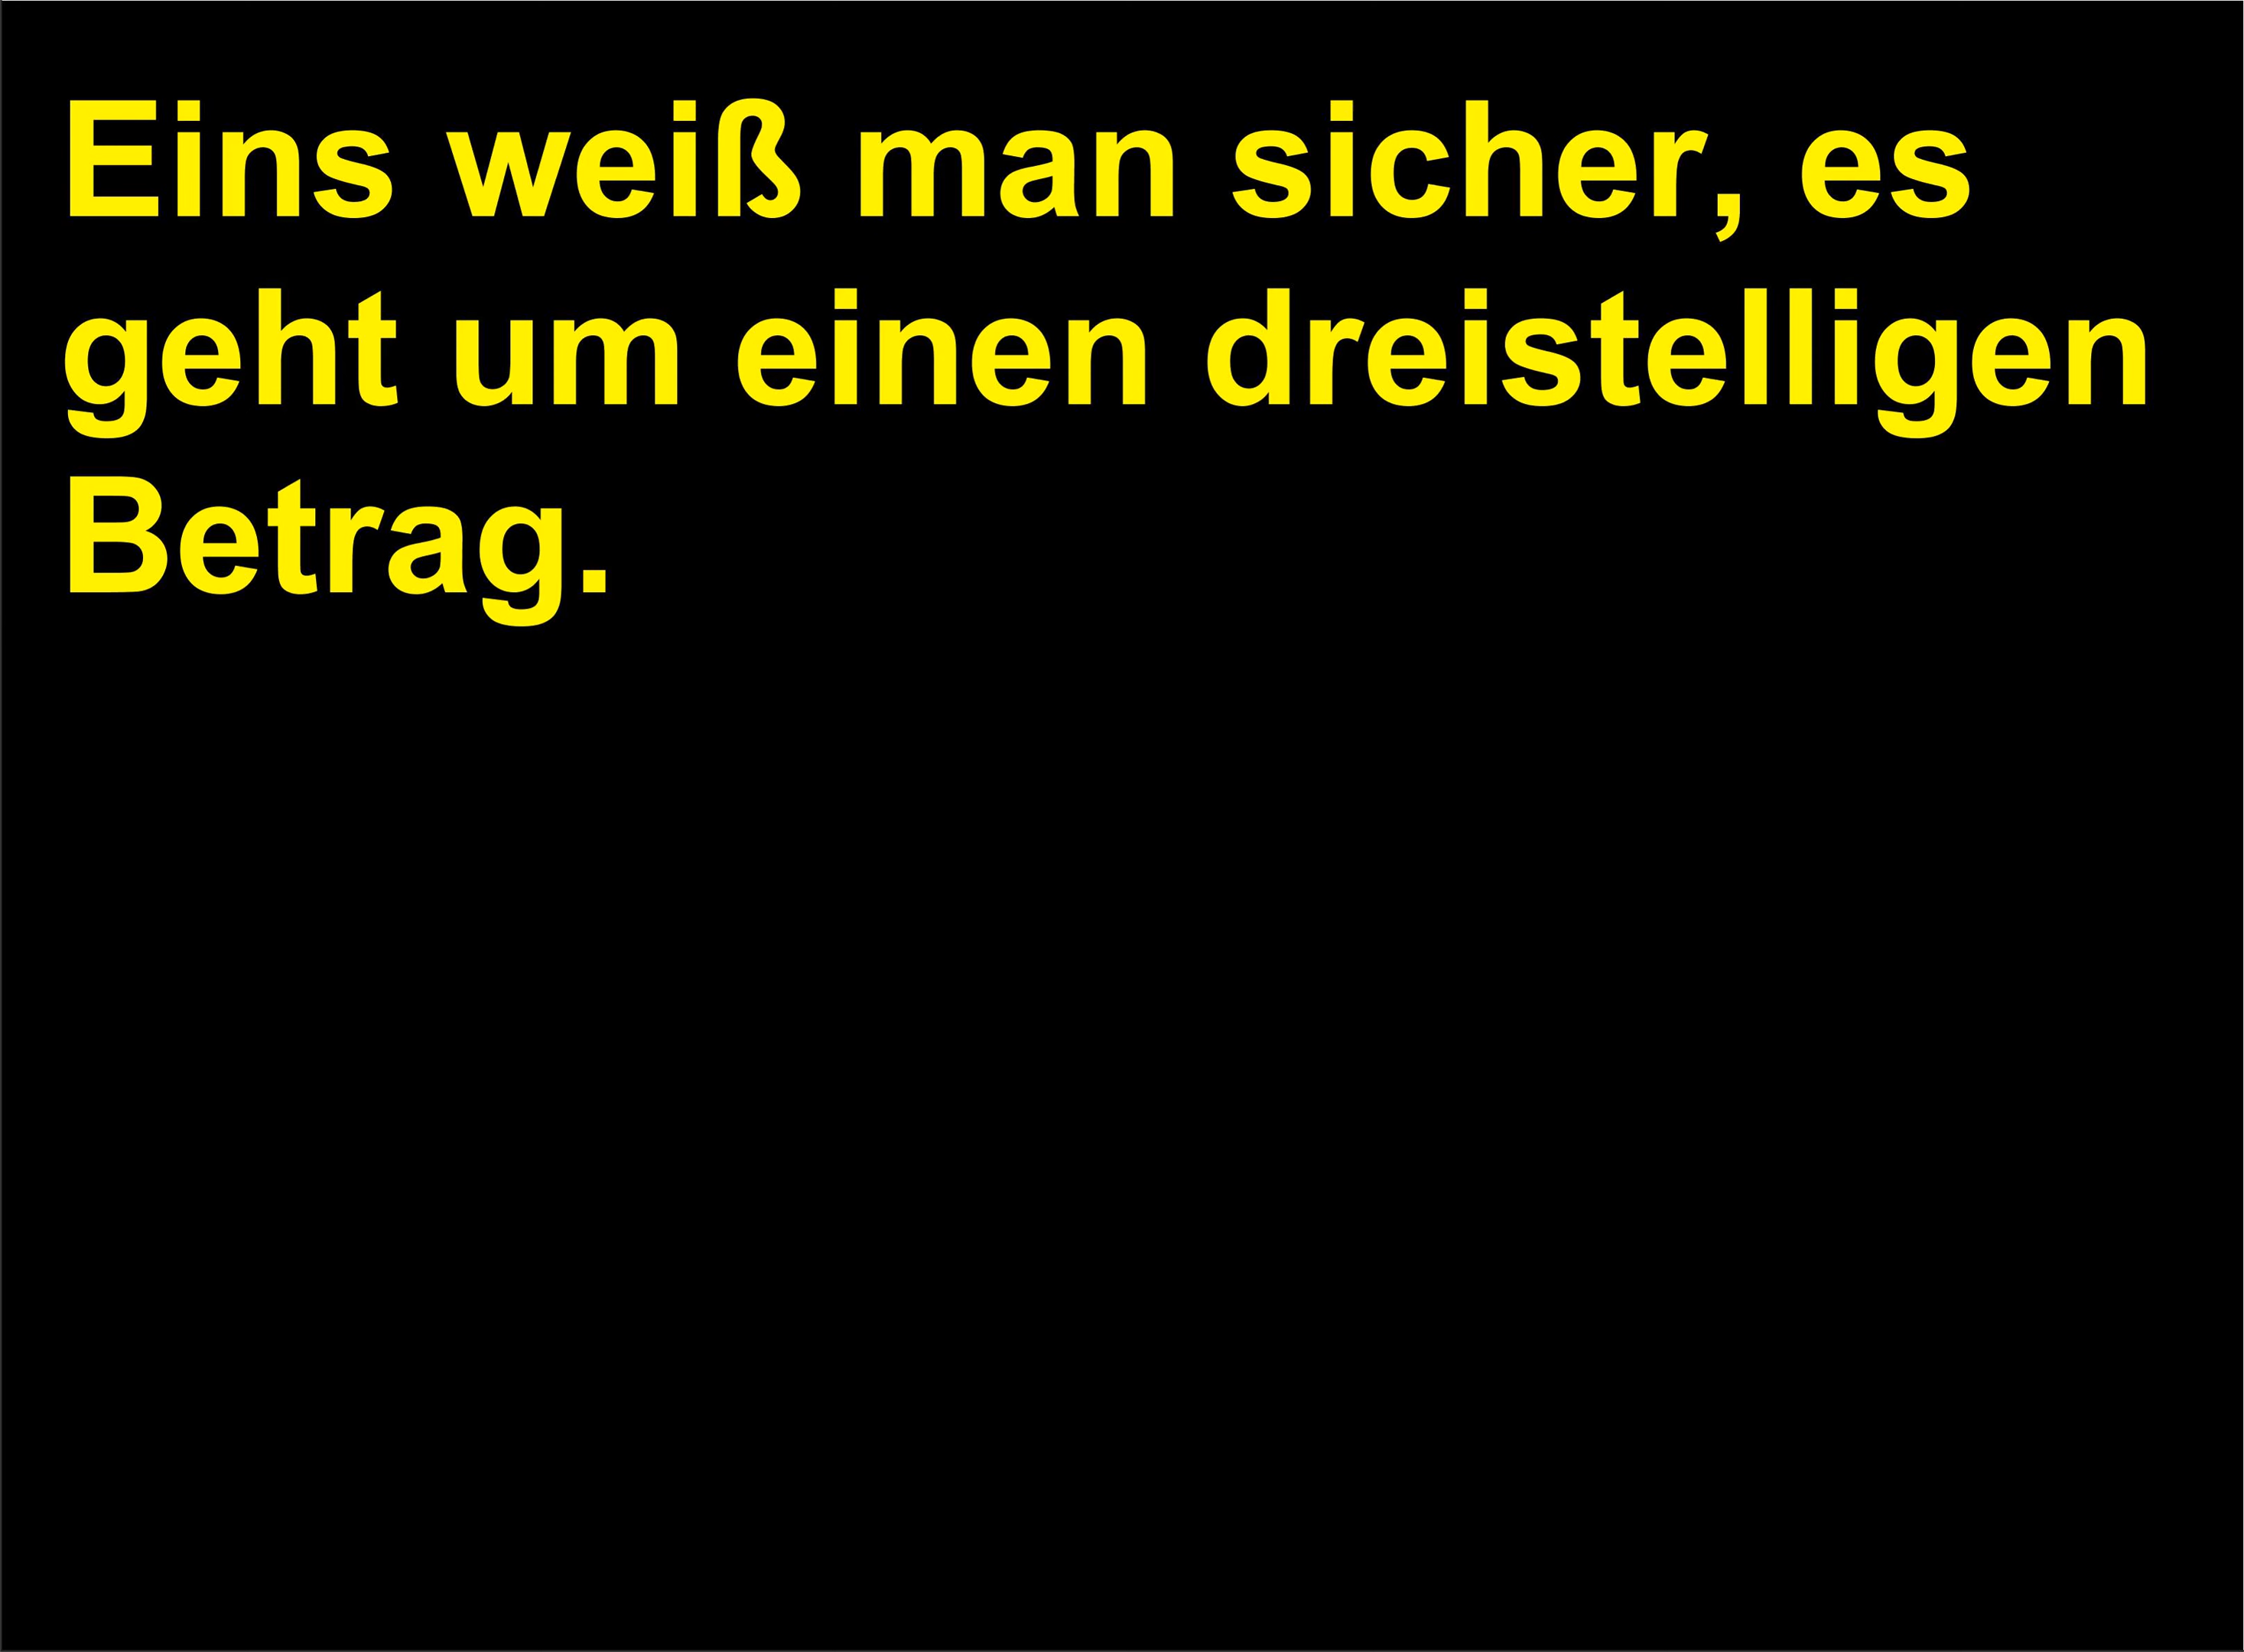 Eins weiß man sicher, es
geht um einen dreistelligen
Betrag.